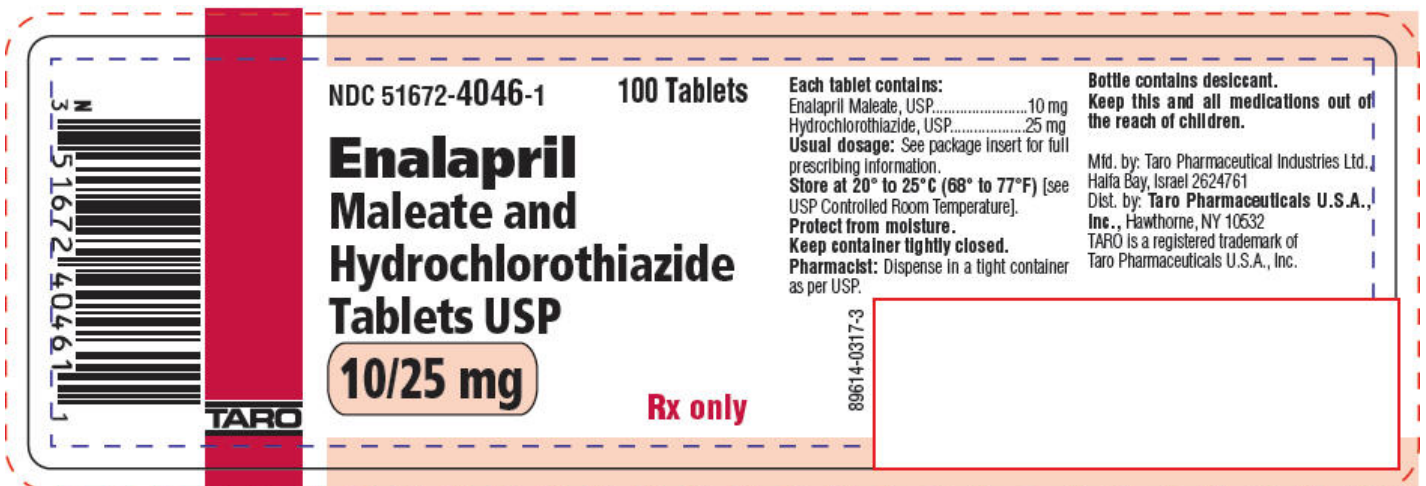 N
3 51672 40461 1
TARO
NDC 51672-4046-1 100 Tablets
Enalapril
Maleate and
Hydrochlorothiazide
Tablets USP
10/25 mg
Rx only
Each tablet contains:
Enalapril Maleate, USP.........................10 mg
Hydrochlorothiazide, USP...................25 mg
Usual dosage: See package insert for full
prescribing information.
Store at 20° to 25°C (68° to 77°F) [see
USP Controlled Room Temperature].
Protect from moisture.
Keep container tightly closed.
Pharmacist: Dispense in a tight container
as per USP.
89614-0317-3
Bottle contains desiccant.
Keep this and all medications out of
the reach of children.
Mfd. by: Taro Pharmaceutical Industries Ltd.,
Haifa Bay, Israel 2624761
Dist. by: Taro Pharmaceuticals U.S.A.,
Inc., Hawthorne, NY 10532
TARO is a registered trademark of
Taro Pharmaceuticals U.S.A., Inc.